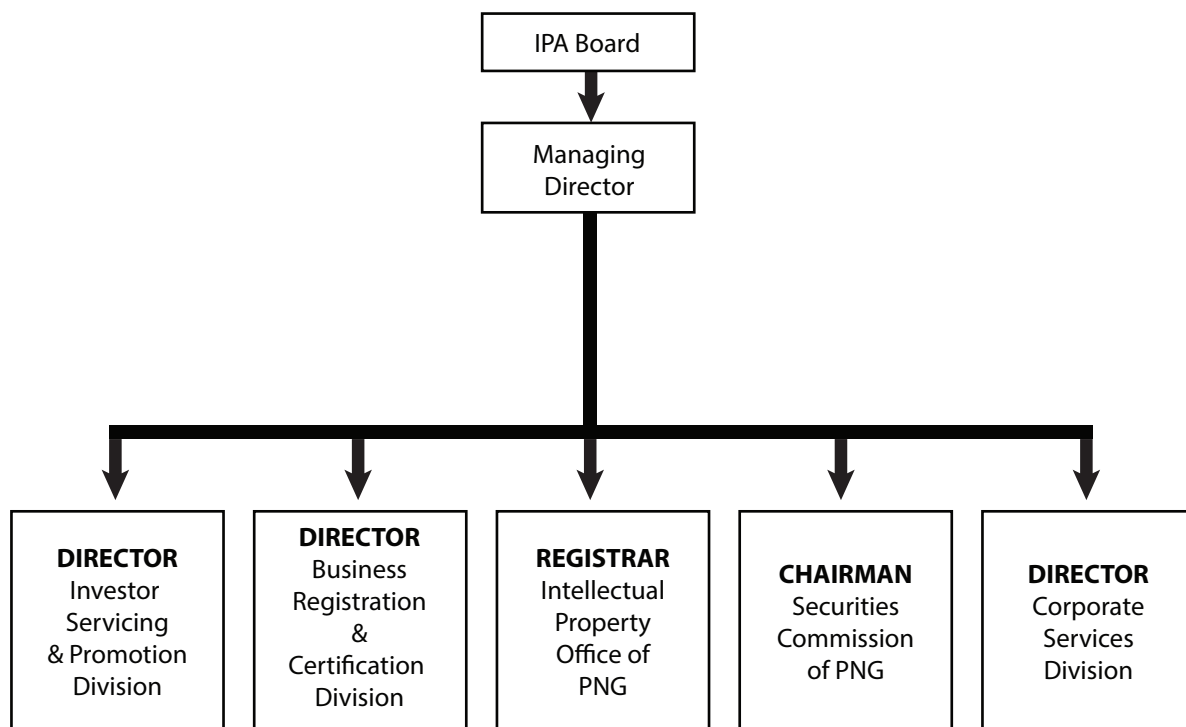 IPA Board
Managing
Director
DIRECTOR
Investor
Servicing
& Promotion
Division
DIRECTOR
Business
Registration
&
Certification
Division
REGISTRAR
Intellectual
Property
Office of
PNG
CHAIRMAN
Securities
Commission
of PNG
DIRECTOR
Corporate
Services
Division